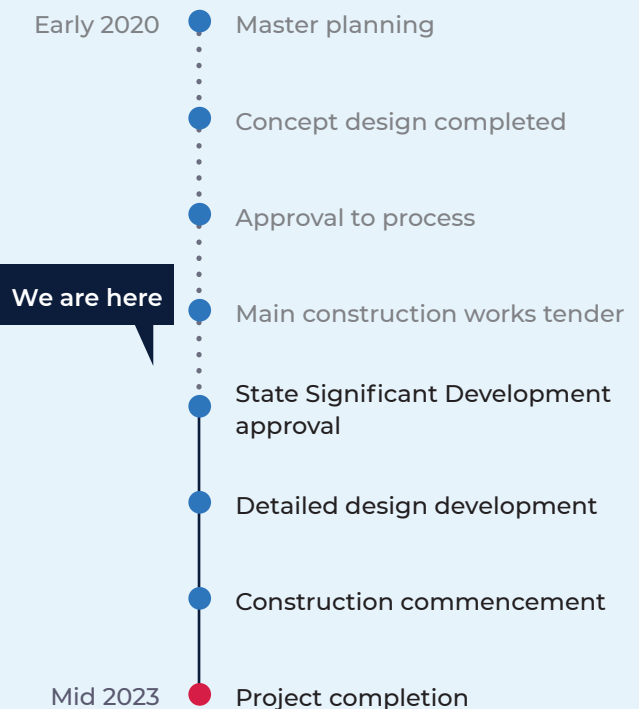 Early 2020
Master planning
Concept design completed
Approval to process
We are here
Main construction works tender
State Significant Development
approval
Detailed design development
Construction commencement
Mid 2023
Project completion